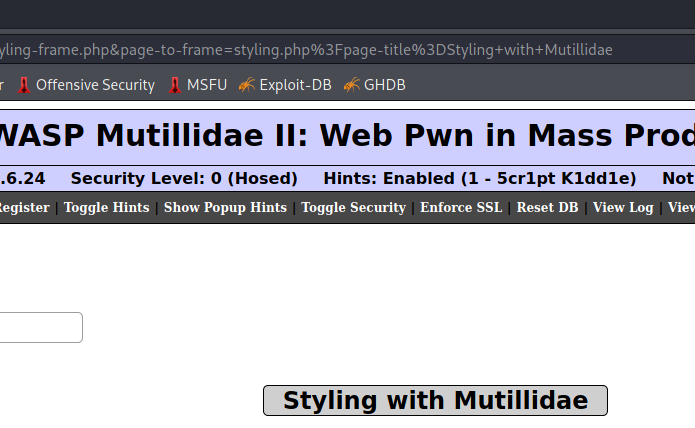 yling-frame.php&page-to-frame=styling.php%3Fpage-title%3DStyling+with+Mutillidae
r Offensive Security MSFU Exploit-DB GHDB
WASP Mutillidae II: Web Pwn in Mass Prod
.6.24 Security Level: 0 (Hosed) Hints: Enabled (1 - 5cr1pt K1dd1e) Not
Register | Toggle Hints | Show Popup Hints | Toggle Security | Enforce SSL | Reset DB | View Log | View
Styling with Mutillidae